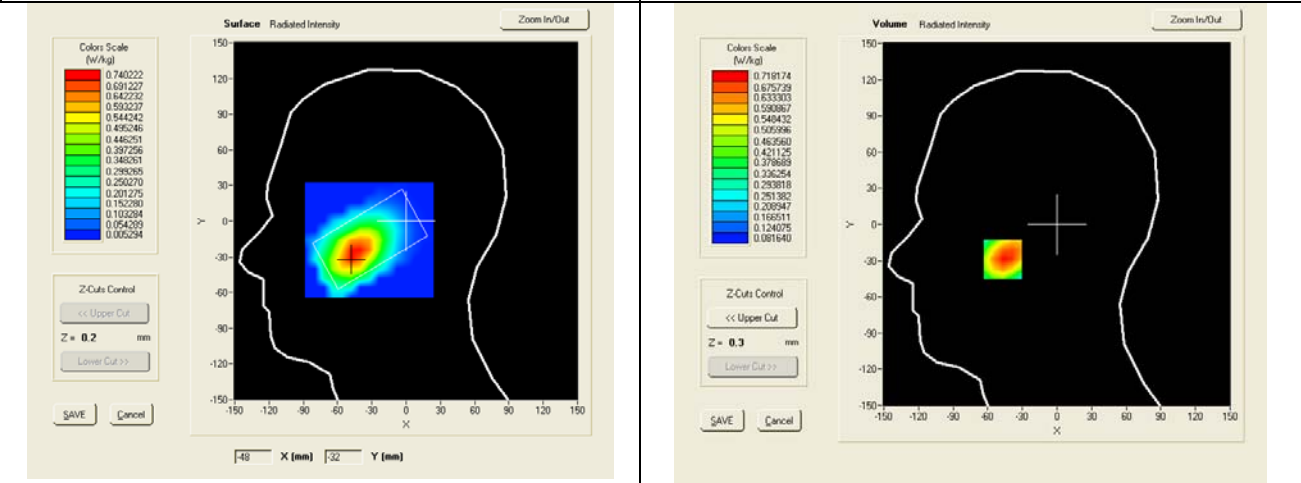 Surface Radiated Intensity
Zoom In/Out
Colors Scale
(W/kg)
0.740222
0.691227
0.642232
0.593237
0.544242
0.495246
0.446251
0.397256
0.348261
0.299265
0.250270
0.201275
0.152280
0.103284
0.054289
0.005294
150
120
90
60
30
0
-30
-60
-90
-120
-150
Y
-150 -120 -90 -60 -30 0 30 60 90 120 150
X
Z-Cuts Control
<< Upper Cut
Z = 0.2 mm
Lower Cut >>
SAVE Cancel
-48 X (mm) -32 Y (mm)
Volume Radiated Intensity
Zoom In/Out
Colors Scale
(W/kg)
0.718174
0.675739
0.633303
0.590867
0.548432
0.505996
0.463560
0.421125
0.378689
0.336254
0.293818
0.251382
0.208947
0.166511
0.124075
0.081640
150
120
90
60
30
0
-30
-60
-90
-120
-150
Y
-150 -120 -90 -60 -30 0 30 60 90 120 150
X
Z-Cuts Control
<< Upper Cut
Z = 0.3 mm
Lower Cut >>
SAVE Cancel